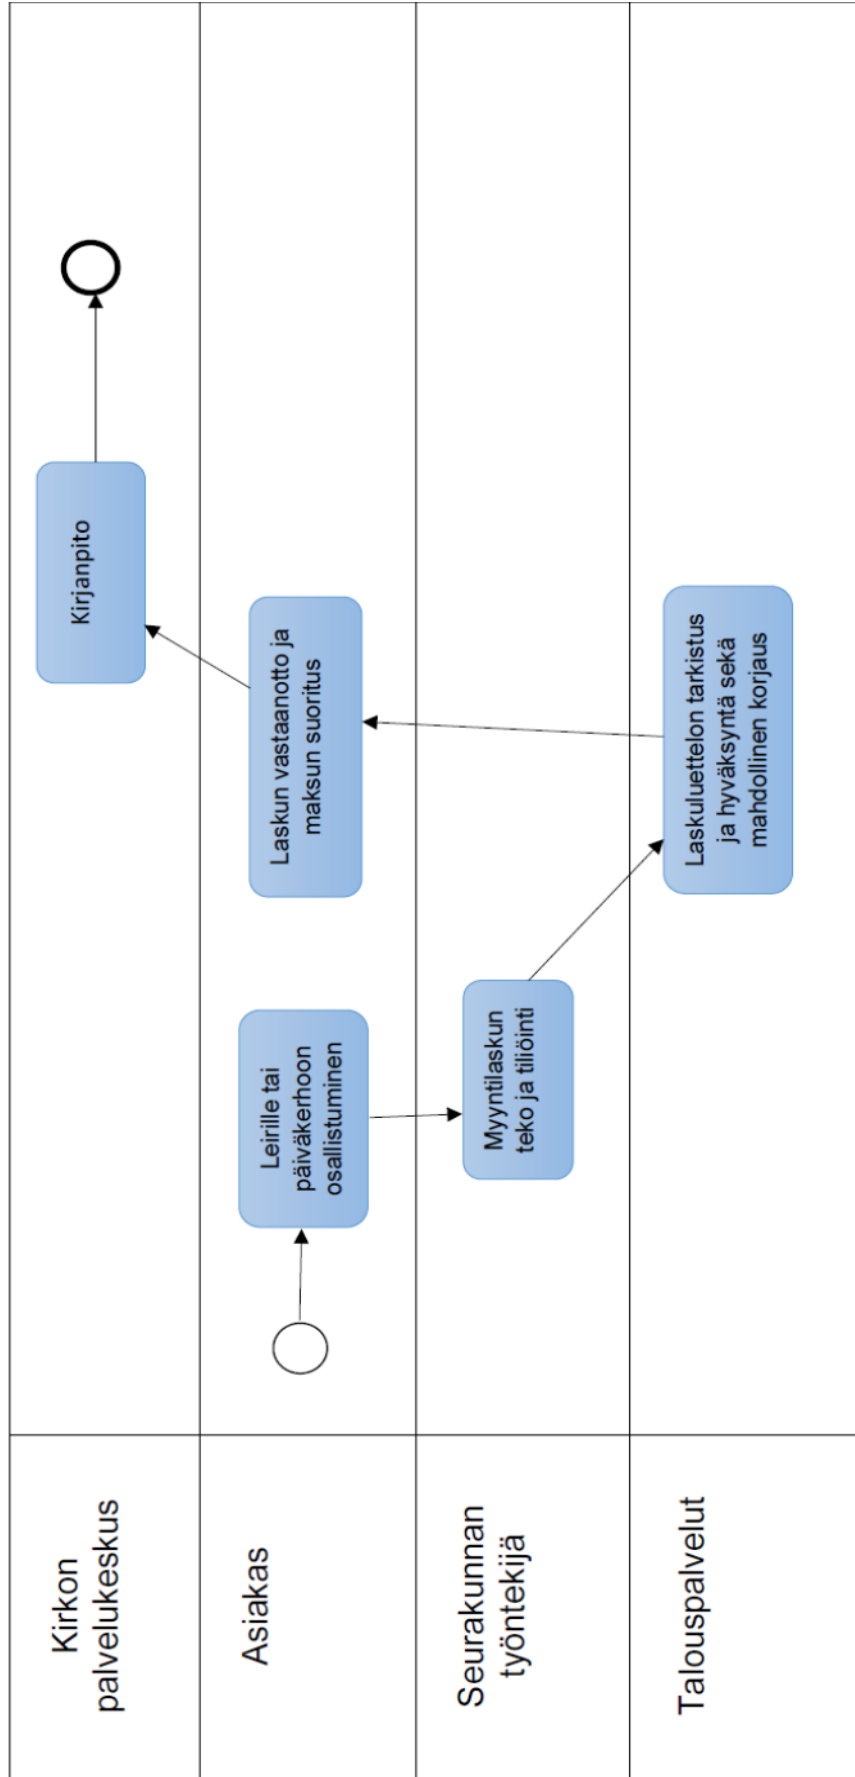 Kirkon
palvelukeskus
Kirjanpito
Asiakas
Leirille tai
päiväkerhoon
osallistuminen
Laskun vastaanotto ja
maksun suoritus
Seurakunnan
työntekijä
Myyntilaskun
teko ja tiliöinti
Talouspalvelut
Laskuluettelon tarkistus
ja hyväksyntä sekä
mahdollinen korjaus